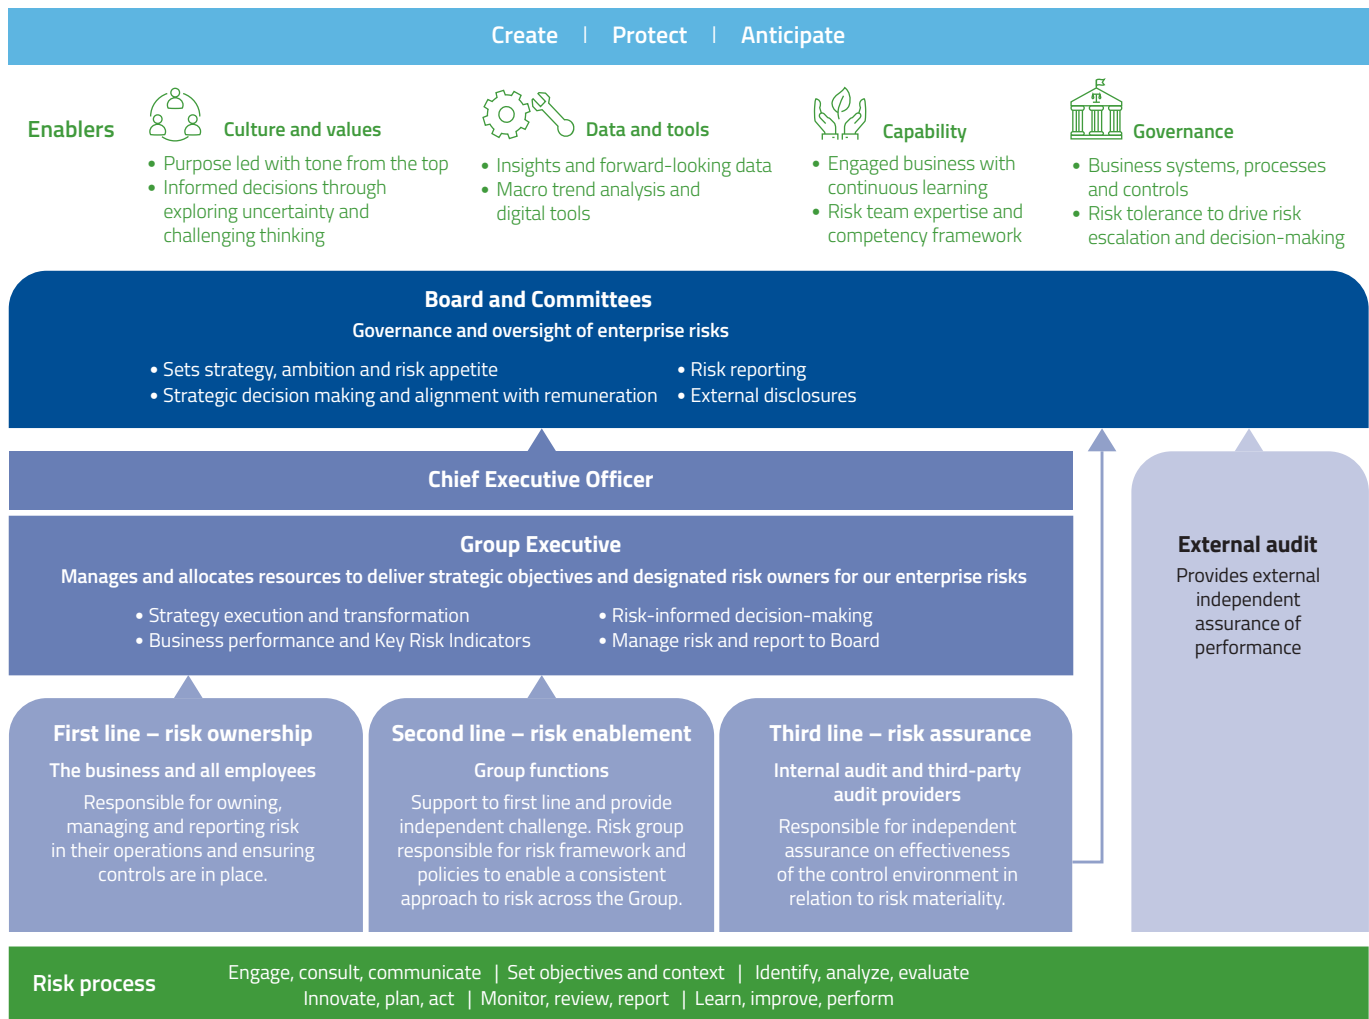 Create | Protect | Anticipate
Enablers
Culture and values
• Purpose led with tone from the top
• Informed decisions through
exploring uncertainty and
challenging thinking
Data and tools
• Insights and forward-looking data
• Macro trend analysis and
digital tools
Capability
• Engaged business with
continuous learning
• Risk team expertise and
competency framework
Governance
• Business systems, processes
and controls
• Risk tolerance to drive risk
escalation and decision-making
Board and Committees
Governance and oversight of enterprise risks
• Sets strategy, ambition and risk appetite
• Strategic decision making and alignment with remuneration
• Risk reporting
• External disclosures
Chief Executive Officer
Group Executive
Manages and allocates resources to deliver strategic objectives and designated risk owners for our enterprise risks
• Strategy execution and transformation
• Business performance and Key Risk Indicators
• Risk-informed decision-making
• Manage risk and report to Board
External audit
Provides external
independent
assurance of
performance
First line – risk ownership
The business and all employees
Responsible for owning,
managing and reporting risk
in their operations and ensuring
controls are in place.
Second line – risk enablement
Group functions
Support to first line and provide
independent challenge. Risk group
responsible for risk framework and
policies to enable a consistent
approach to risk across the Group.
Third line – risk assurance
Internal audit and third-party
audit providers
Responsible for independent
assurance on effectiveness
of the control environment in
relation to risk materiality.
Risk process
Engage, consult, communicate | Set objectives and context | Identify, analyze, evaluate
Innovate, plan, act | Monitor, review, report | Learn, improve, perform